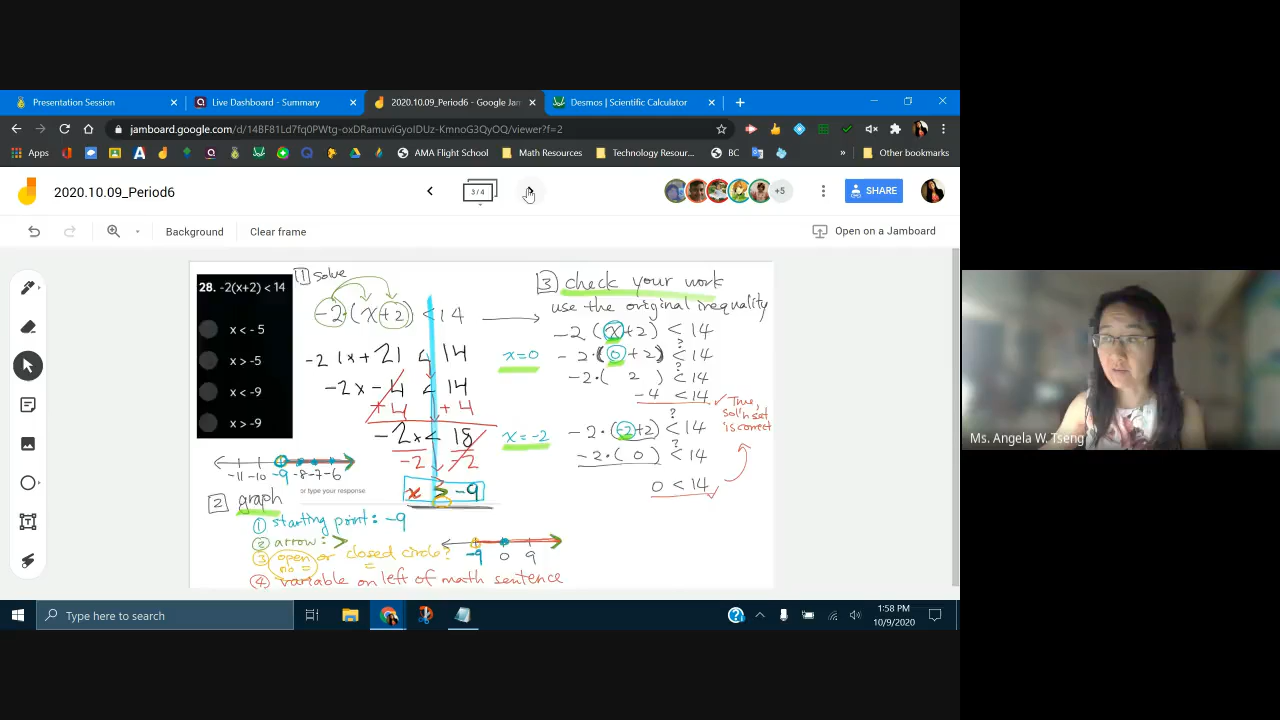 Presentation Session
Live Dashboard - Summary
2020.10.09_Period6 - Google Jam
Desmos | Scientific Calculator
jamboard.google.com/d/14BF81Ld7fq0PWtg-oxDRamuviGyoIDUz-KmnoG3QyOQ/viewer?f=2
Apps
AMA Flight School
Math Resources
Technology Resour...
BC
Other bookmarks
2020.10.09_Period6
3/4
+5
SHARE
Background
Clear frame
Open on a Jamboard
28. -2(x+2) < 14
x < - 5
x > -5
x < -9
x > -9
1 solve
-2(x+2) < 14
-2(x+2) < 14
-2x - 4 < 14
+4 +4
-2x < 18
-2 -2
x > -9
-11 -10 -9 -8 -7 -6
or type your response
2 graph
1 starting point: -9
2 arrow: >
3 open or closed circle?
no = =
4 variable on left of math sentence
-9 0 9
3 check your work
use the original inequality
-2(x+2) < 14
x=0
-2·(0+2) <? 14
-2·( 2 ) <? 14
-4 < 14 ✓
True, sol'n set is correct
x=-2
-2·(-2+2) <? 14
-2·( 0 ) <? 14
0 < 14 ✓
Ms. Angela W. Tseng
Type here to search
1:58 PM
10/9/2020